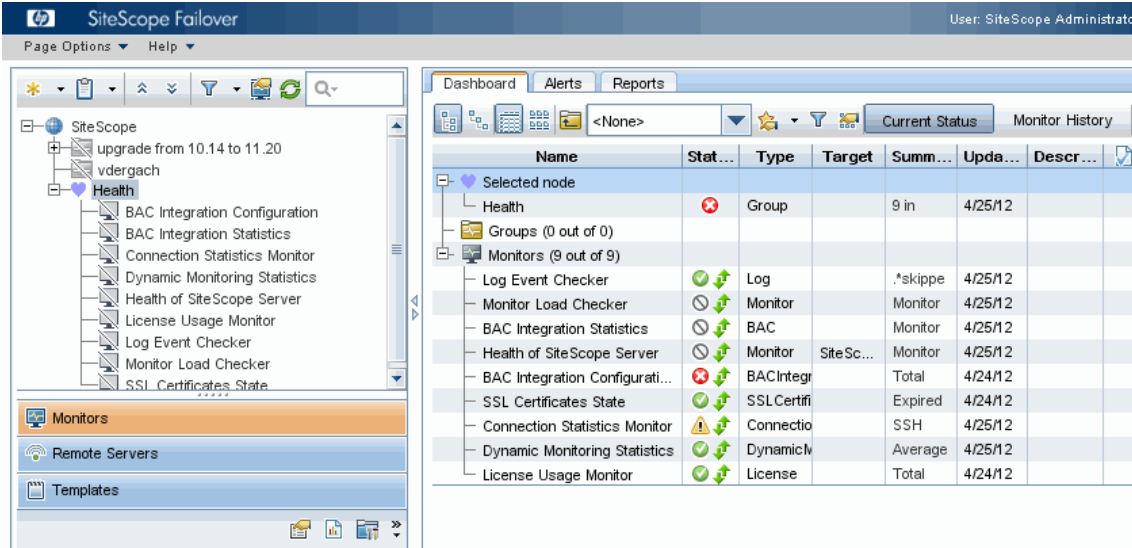 hp SiteScope Failover
User: SiteScope Administrato
Page Options Help
SiteScope
upgrade from 10.14 to 11.20
vdergach
Health
BAC Integration Configuration
BAC Integration Statistics
Connection Statistics Monitor
Dynamic Monitoring Statistics
Health of SiteScope Server
License Usage Monitor
Log Event Checker
Monitor Load Checker
SSL Certificates State
Monitors
Remote Servers
Templates
Dashboard Alerts Reports
<None> Current Status Monitor History
Name Stat... Type Target Summ... Upda... Descr...
Selected node
Health Group 9 in 4/25/12
Groups (0 out of 0)
Monitors (9 out of 9)
Log Event Checker Log .*skippe 4/25/12
Monitor Load Checker Monitor Monitor 4/25/12
BAC Integration Statistics BAC Monitor 4/25/12
Health of SiteScope Server Monitor SiteSc... Monitor 4/25/12
BAC Integration Configurati... BACIntegr Total 4/24/12
SSL Certificates State SSLCertifi Expired 4/24/12
Connection Statistics Monitor Connectio SSH 4/25/12
Dynamic Monitoring Statistics DynamicM Average 4/25/12
License Usage Monitor License Total 4/24/12